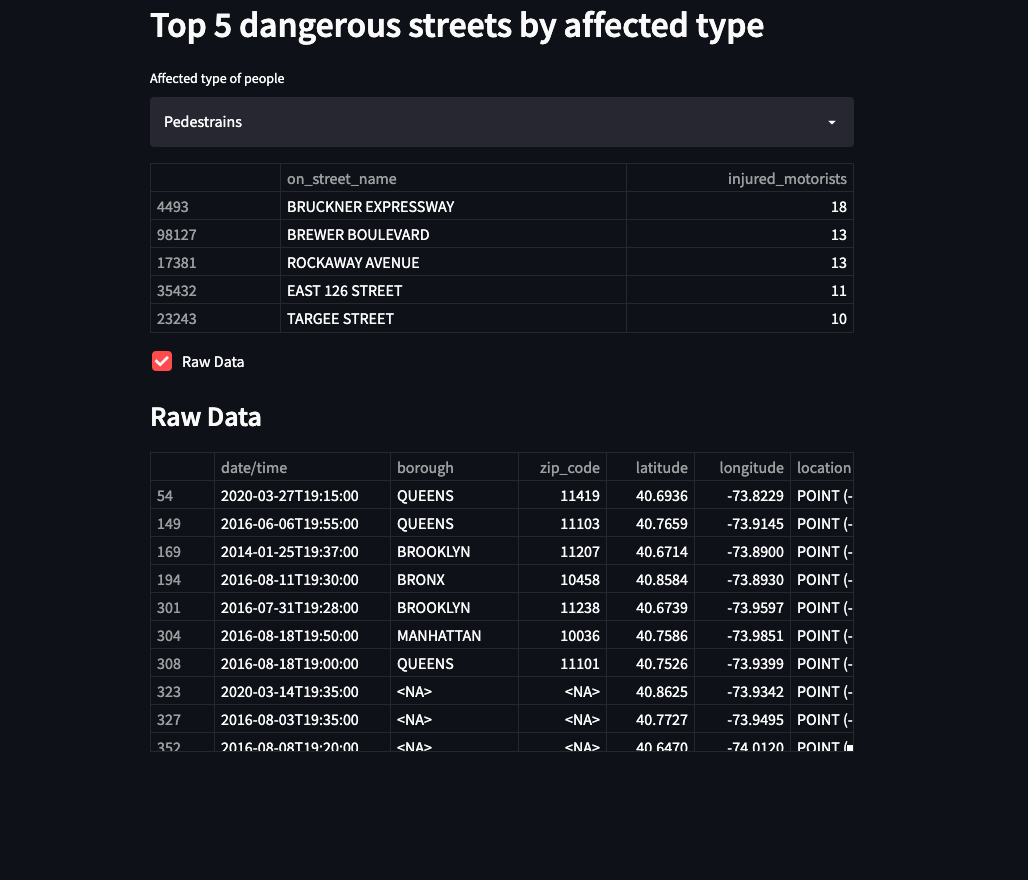 Top 5 dangerous streets by affected type
Affected type of people
Pedestrains
on_street_name injured_motorists
4493 BRUCKNER EXPRESSWAY 18
98127 BREWER BOULEVARD 13
17381 ROCKAWAY AVENUE 13
35432 EAST 126 STREET 11
23243 TARGEE STREET 10
Raw Data
Raw Data
date/time borough zip_code latitude longitude location
54 2020-03-27T19:15:00 QUEENS 11419 40.6936 -73.8229 POINT (-
149 2016-06-06T19:55:00 QUEENS 11103 40.7659 -73.9145 POINT (-
169 2014-01-25T19:37:00 BROOKLYN 11207 40.6714 -73.8900 POINT (-
194 2016-08-11T19:30:00 BRONX 10458 40.8584 -73.8930 POINT (-
301 2016-07-31T19:28:00 BROOKLYN 11238 40.6739 -73.9597 POINT (-
304 2016-08-18T19:50:00 MANHATTAN 10036 40.7586 -73.9851 POINT (-
308 2016-08-18T19:00:00 QUEENS 11101 40.7526 -73.9399 POINT (-
323 2020-03-14T19:35:00 <NA> <NA> 40.8625 -73.9342 POINT (-
327 2016-08-03T19:35:00 <NA> <NA> 40.7727 -73.9495 POINT (-
352 2016-08-08T19:20:00 <NA> <NA> 40.6470 -74.0120 POINT (